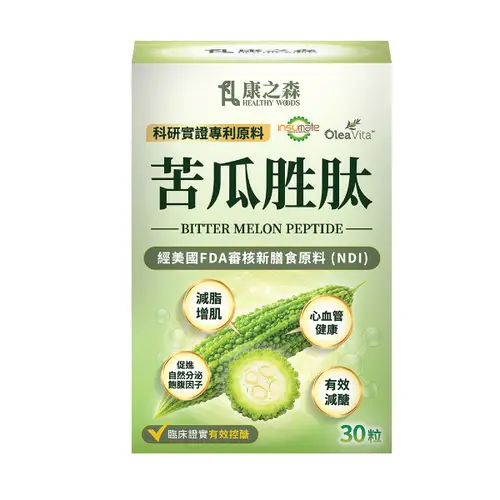 康之森
HEALTHY WOODS
科研實證專利原料
insumate
OleaVita™
苦瓜胜肽
BITTER MELON PEPTIDE
經美國FDA審核新膳食原料 (NDI)
減脂
增肌
心血管
健康
促進
自然分泌
飽腹因子
有效
減醣
臨床證實有效控醣
30粒